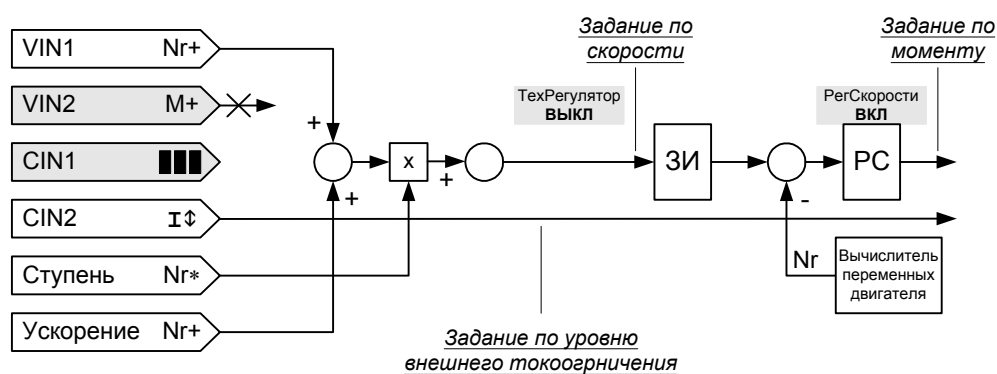 Задание по
скорости
Задание по
моменту
VIN1 Nr+
VIN2 M+
ТехРегулятор
ВЫКЛ
РегСкорости
ВКЛ
+
CIN1
x
+
ЗИ
РС
+
-
CIN2 I⇕
Ступень Nr*
Nr
Вычислитель
переменных
двигателя
Ускорение Nr+
Задание по уровню
внешнего токоогрничения